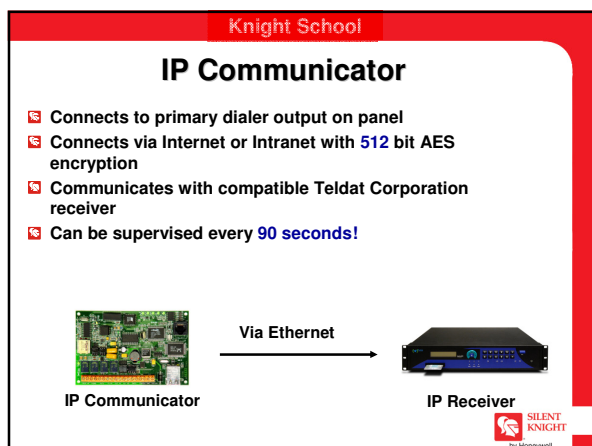 Knight School
IP Communicator
Connects to primary dialer output on panel
Connects via Internet or Intranet with 512 bit AES
encryption
Communicates with compatible Teldat Corporation
receiver
Can be supervised every 90 seconds!
Via Ethernet
IP Communicator
IP Receiver
SILENT
KNIGHT
by Honeywell